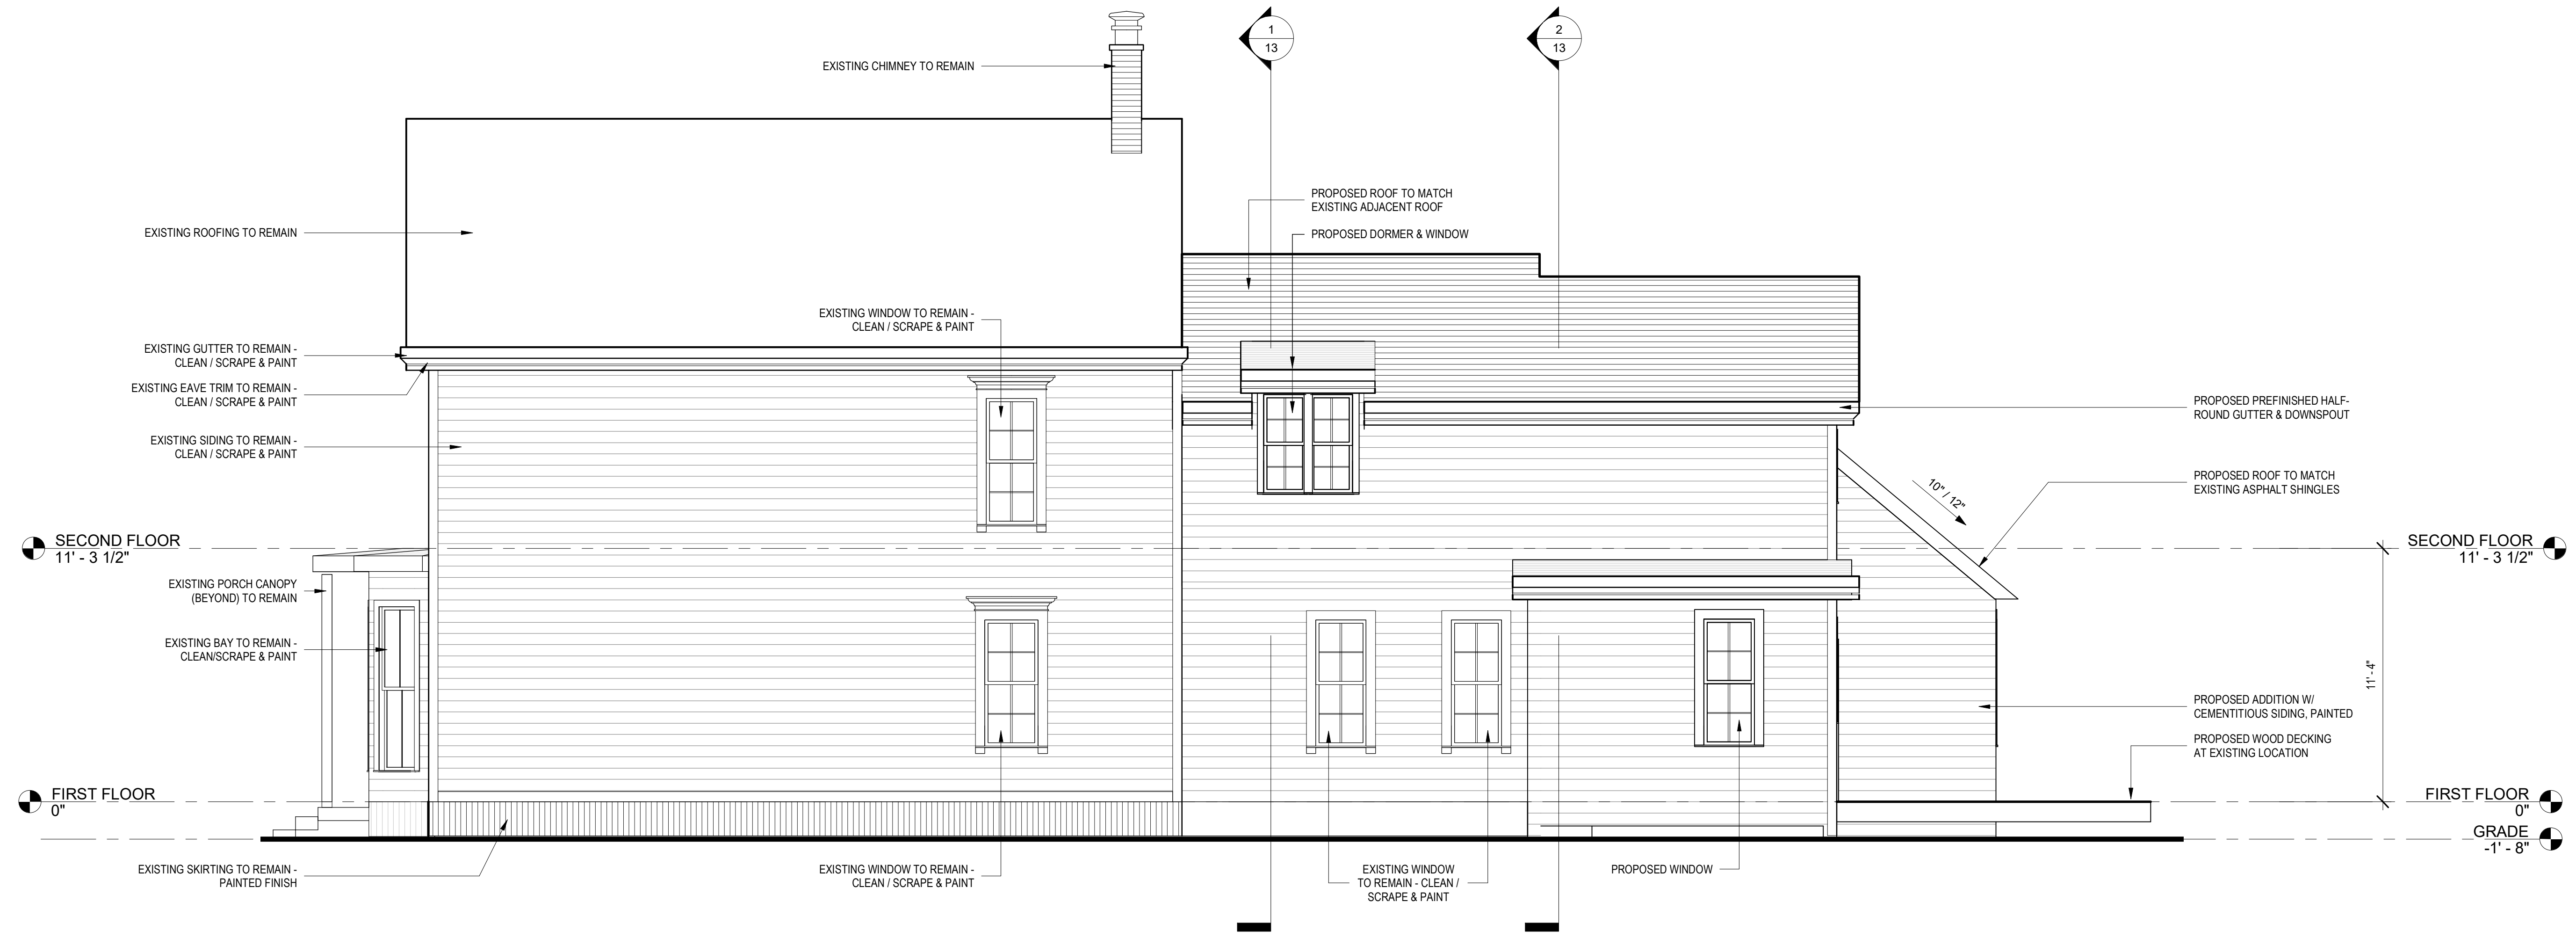 1
13
2
13
EXISTING CHIMNEY TO REMAIN
PROPOSED ROOF TO MATCH
EXISTING ADJACENT ROOF
EXISTING ROOFING TO REMAIN
PROPOSED DORMER & WINDOW
EXISTING WINDOW TO REMAIN -
CLEAN / SCRAPE & PAINT
EXISTING GUTTER TO REMAIN -
CLEAN / SCRAPE & PAINT
EXISTING EAVE TRIM TO REMAIN -
CLEAN / SCRAPE & PAINT
PROPOSED PREFINISHED HALF-
ROUND GUTTER & DOWNSPOUT
EXISTING SIDING TO REMAIN -
CLEAN / SCRAPE & PAINT
PROPOSED ROOF TO MATCH
EXISTING ASPHALT SHINGLES
10" / 12"
SECOND FLOOR
11' - 3 1/2"
SECOND FLOOR
11' - 3 1/2"
EXISTING PORCH CANOPY
(BEYOND) TO REMAIN
EXISTING BAY TO REMAIN -
CLEAN/SCRAPE & PAINT
11' - 4"
PROPOSED ADDITION W/
CEMENTITIOUS SIDING, PAINTED
PROPOSED WOOD DECKING
AT EXISTING LOCATION
FIRST FLOOR
0"
FIRST FLOOR
0"
GRADE
-1' - 8"
EXISTING SKIRTING TO REMAIN -
PAINTED FINISH
EXISTING WINDOW TO REMAIN -
CLEAN / SCRAPE & PAINT
EXISTING WINDOW
TO REMAIN - CLEAN /
SCRAPE & PAINT
PROPOSED WINDOW